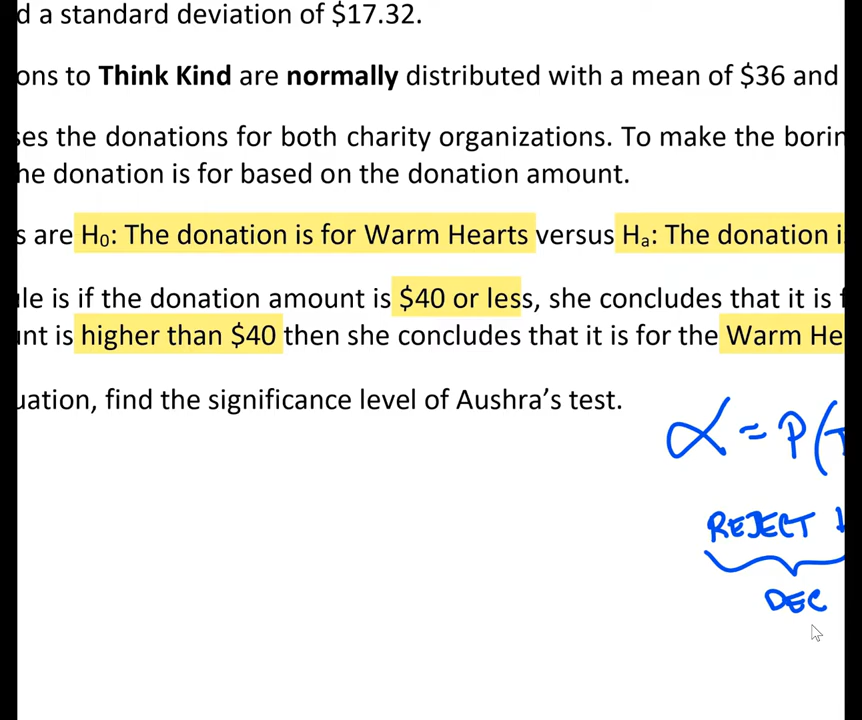 d a standard deviation of $17.32.
ons to Think Kind are normally distributed with a mean of $36 and
ses the donations for both charity organizations. To make the borin
he donation is for based on the donation amount.
s are H₀: The donation is for Warm Hearts versus Hₐ: The donation i
le is if the donation amount is $40 or less, she concludes that it is f
nt is higher than $40 then she concludes that it is for the Warm He
uation, find the significance level of Aushra's test.
α = P(
REJECT
DEC